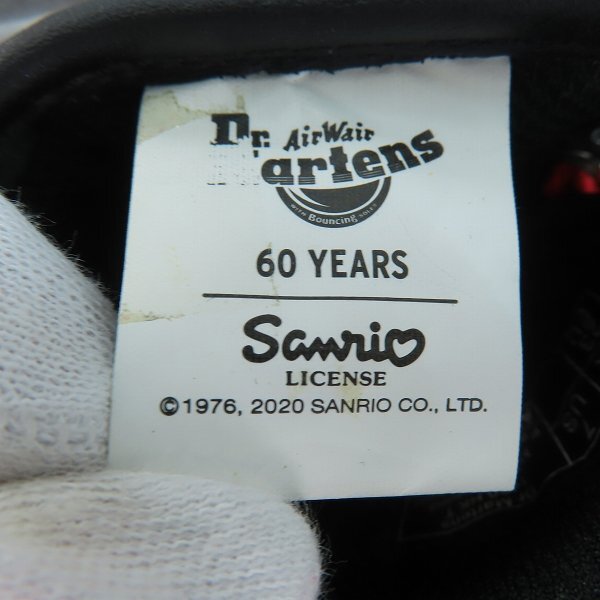 Dr. AirWair
Martens
WITH Bouncing SOLES
60 YEARS
Sanrio
LICENSE
©1976, 2020 SANRIO CO., LTD.